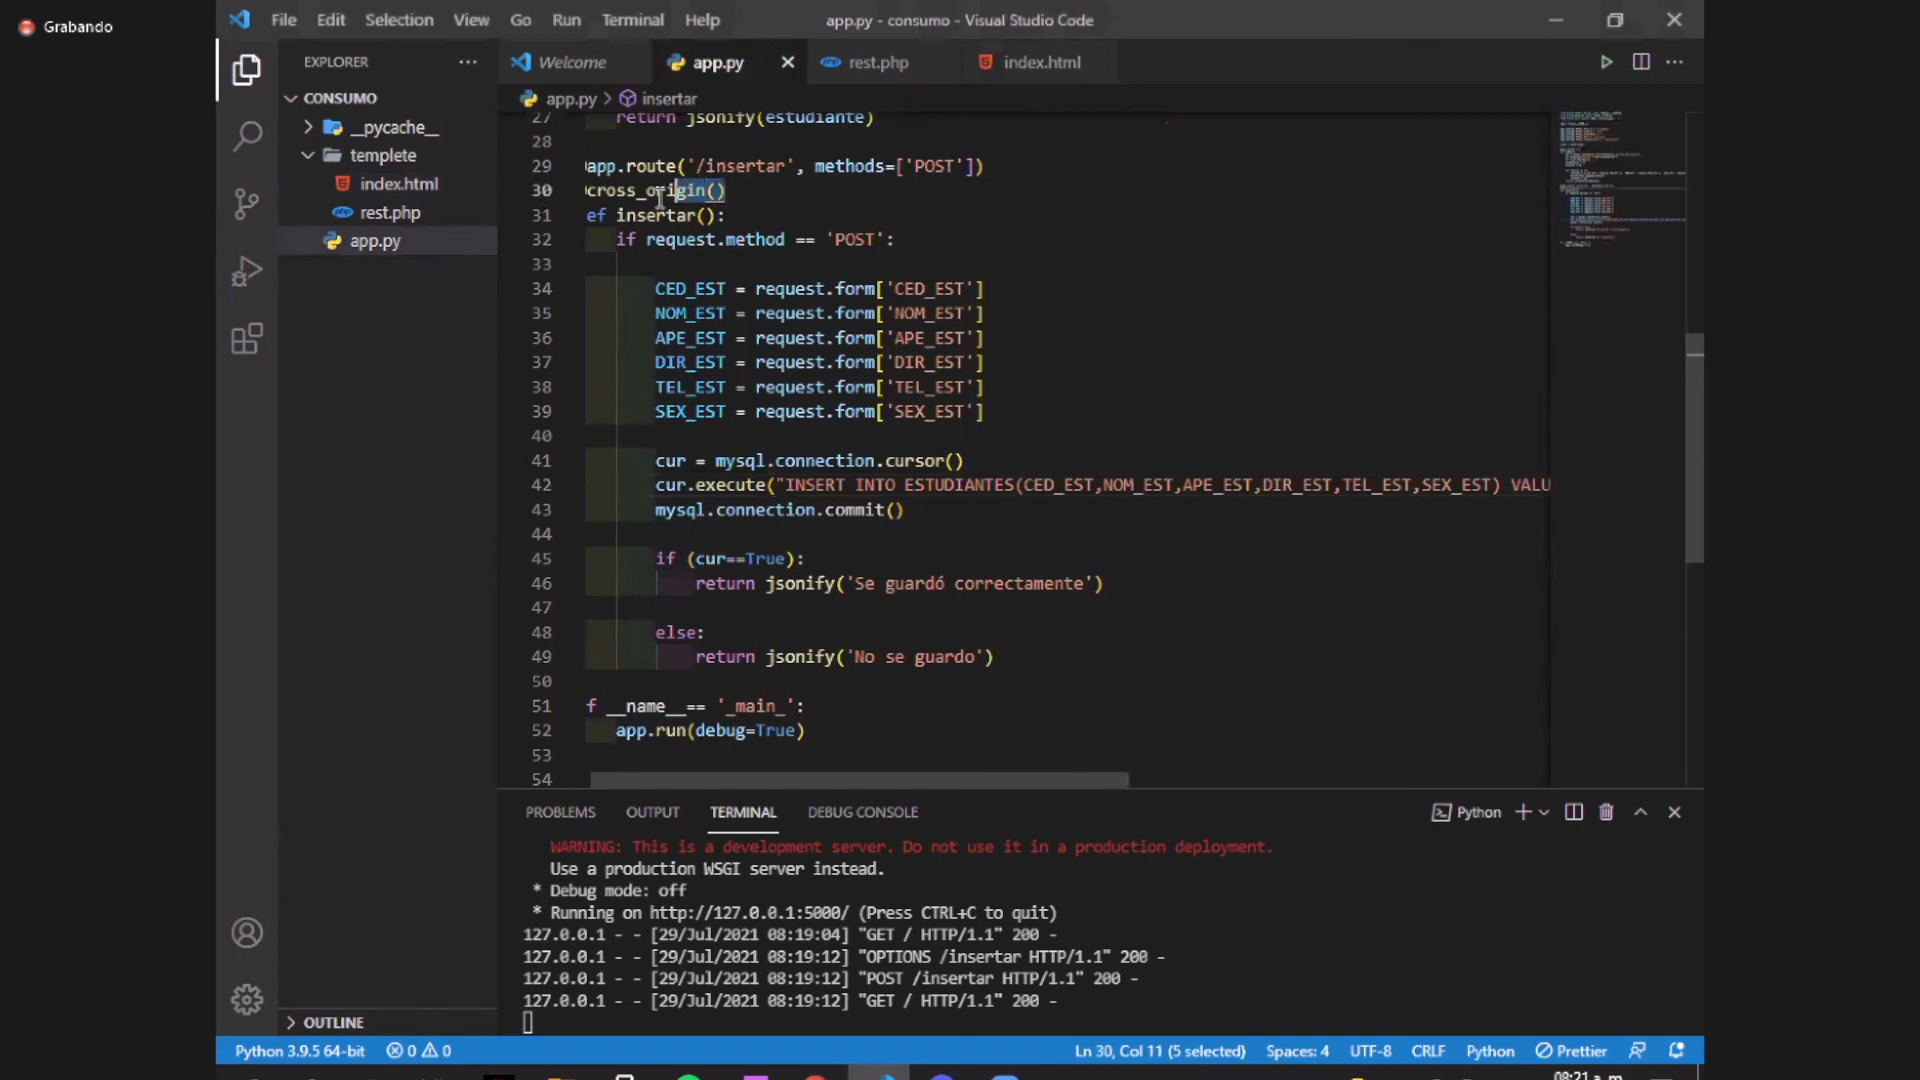 Grabando
File Edit Selection View Go Run Terminal Help
app.py - consumo - Visual Studio Code
EXPLORER
Welcome
app.py
rest.php
index.html
CONSUMO
__pycache__
templete
index.html
rest.php
app.py
app.py > insertar
27 return jsonify(estudiante)
28
29 app.route('/insertar', methods=['POST'])
30 cross_origin()
31 ef insertar():
32 if request.method == 'POST':
33
34 CED_EST = request.form['CED_EST']
35 NOM_EST = request.form['NOM_EST']
36 APE_EST = request.form['APE_EST']
37 DIR_EST = request.form['DIR_EST']
38 TEL_EST = request.form['TEL_EST']
39 SEX_EST = request.form['SEX_EST']
40
41 cur = mysql.connection.cursor()
42 cur.execute("INSERT INTO ESTUDIANTES(CED_EST,NOM_EST,APE_EST,DIR_EST,TEL_EST,SEX_EST) VALU
43 mysql.connection.commit()
44
45 if (cur==True):
46 return jsonify('Se guardó correctamente')
47
48 else:
49 return jsonify('No se guardo')
50
51 f __name__== '_main_':
52 app.run(debug=True)
53
54
PROBLEMS OUTPUT TERMINAL DEBUG CONSOLE
Python
WARNING: This is a development server. Do not use it in a production deployment.
Use a production WSGI server instead.
* Debug mode: off
* Running on http://127.0.0.1:5000/ (Press CTRL+C to quit)
127.0.0.1 - - [29/Jul/2021 08:19:04] "GET / HTTP/1.1" 200 -
127.0.0.1 - - [29/Jul/2021 08:19:12] "OPTIONS /insertar HTTP/1.1" 200 -
127.0.0.1 - - [29/Jul/2021 08:19:12] "POST /insertar HTTP/1.1" 200 -
127.0.0.1 - - [29/Jul/2021 08:19:12] "GET / HTTP/1.1" 200 -
OUTLINE
Python 3.9.5 64-bit 0 0
Ln 30, Col 11 (5 selected) Spaces: 4 UTF-8 CRLF Python Prettier
08:21 a. m.